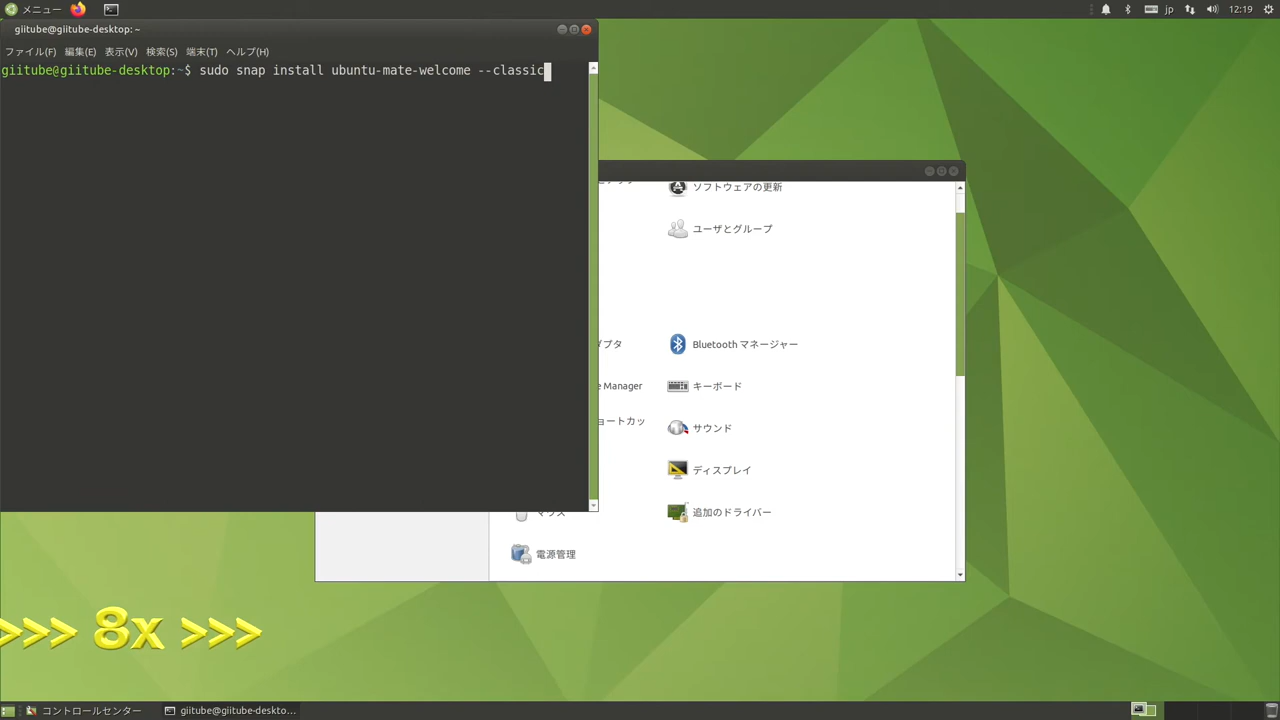 メニュー
jp
12:19
giitube@giitube-desktop: ~
ファイル(F) 編集(E) 表示(V) 検索(S) 端末(T) ヘルプ(H)
giitube@giitube-desktop:~$ sudo snap install ubuntu-mate-welcome --classic
ソフトウェアの更新
ユーザとグループ
Bluetooth マネージャー
e Manager
キーボード
ョートカッ
サウンド
ディスプレイ
マウス
追加のドライバー
電源管理
>>> 8x >>>
コントロールセンター
giitube@giitube-deskto...